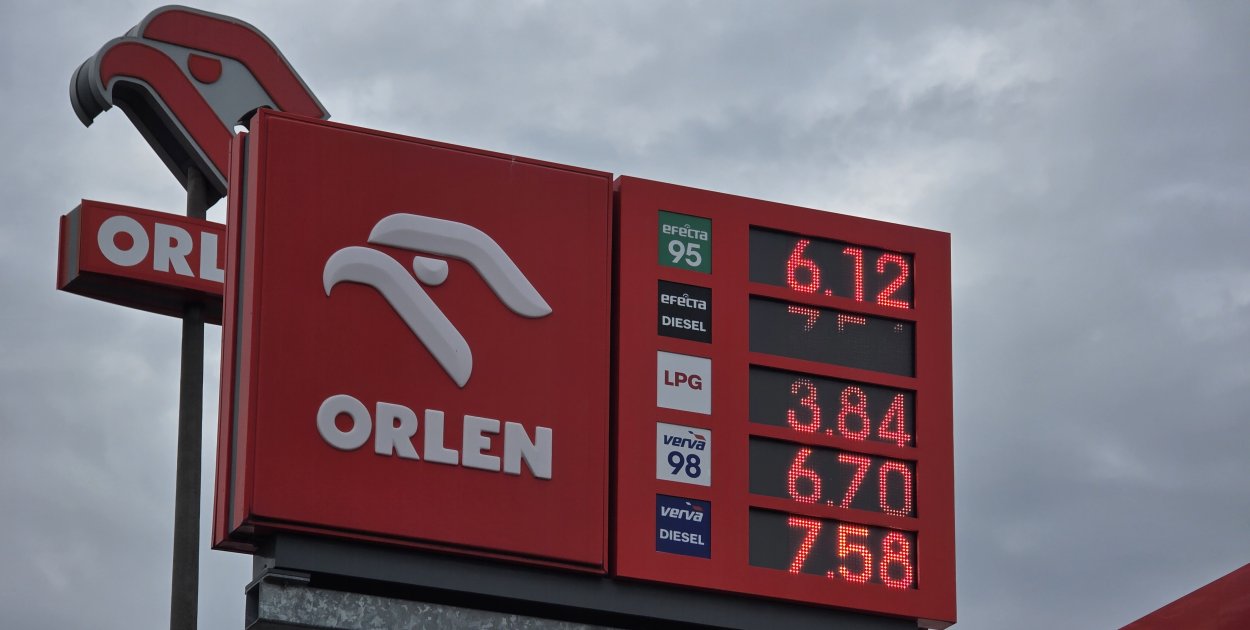 ORL
ORLEN
efecta
95
6.12
efecta
DIESEL
LPG
3.84
verva
98
6.70
verva
DIESEL
7.58